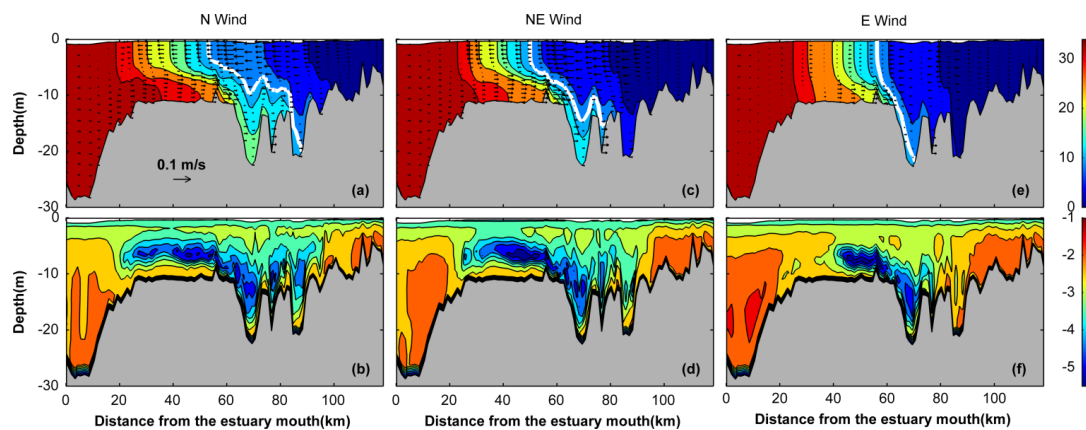 N Wind
NE Wind
E Wind
0
-10
-20
-30
Depth(m)
0.1 m/s
(a)
(c)
(e)
30
20
10
0
0
-10
-20
-30
Depth(m)
(b)
(d)
(f)
-1
-2
-3
-4
-5
0 20 40 60 80 100
0 20 40 60 80 100
0 20 40 60 80 100
Distance from the estuary mouth(km)
Distance from the estuary mouth(km)
Distance from the estuary mouth(km)